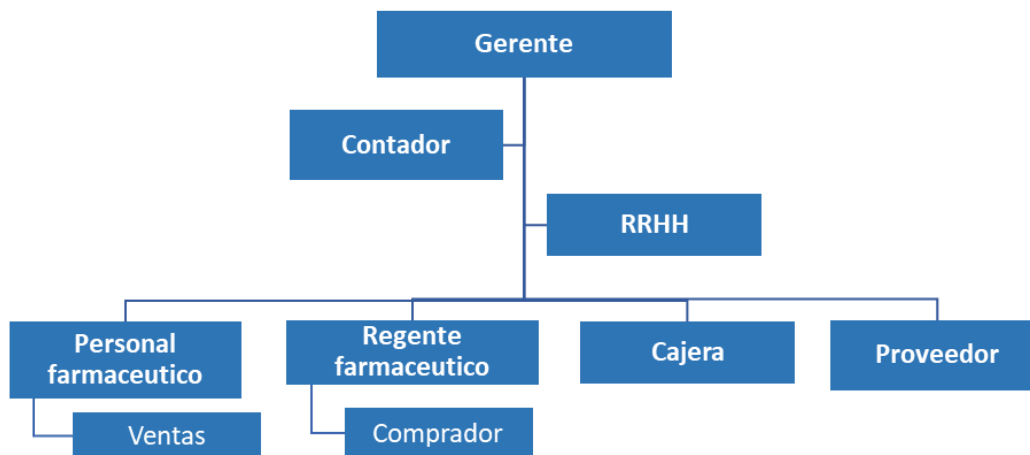 Gerente
Contador
RRHH
Personal
farmaceutico
Regente
farmaceutico
Cajera
Proveedor
Ventas
Comprador